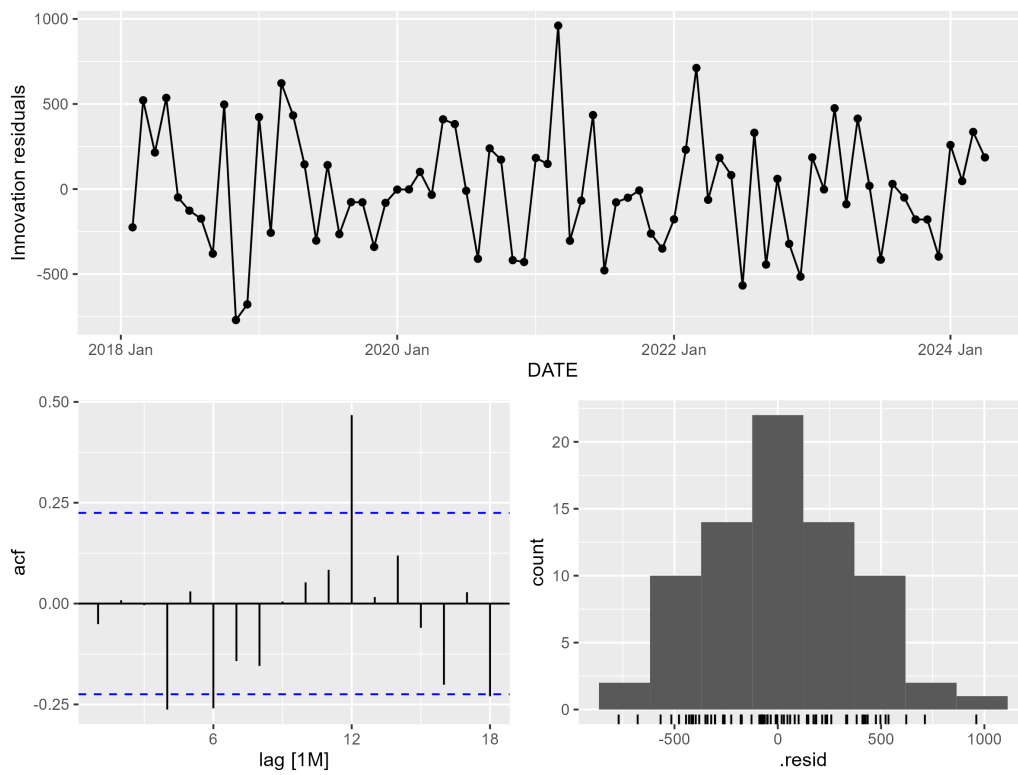 1000
500
0
-500
Innovation residuals
2018 Jan
2020 Jan
2022 Jan
2024 Jan
DATE
0.50
0.25
0.00
-0.25
acf
6
12
18
lag [1M]
20
15
10
5
0
count
-500
0
500
1000
.resid